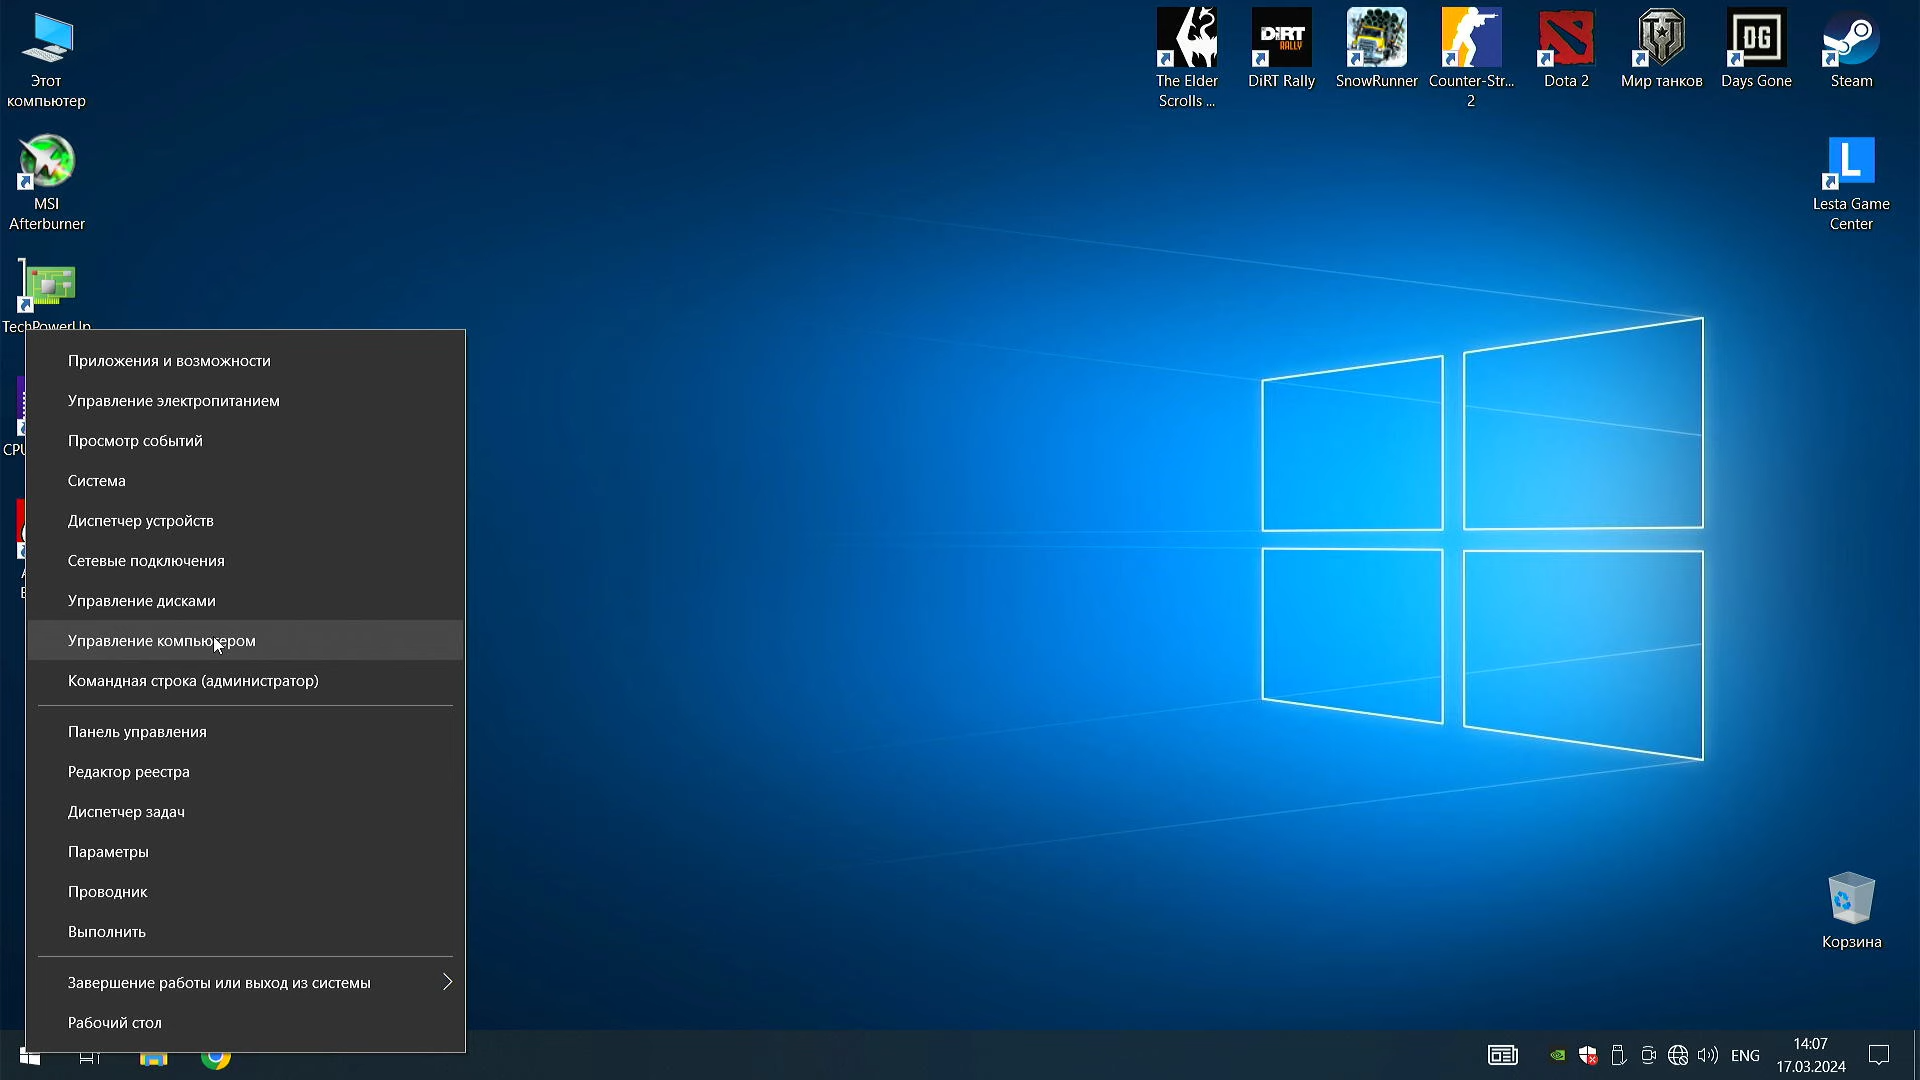 Этот
компьютер
MSI
Afterburner
TechPowerUp
CPU
The Elder
Scrolls ...
DiRT Rally
SnowRunner
Counter-Str...
2
Dota 2
Мир танков
Days Gone
Steam
DiRT
RALLY
DG
L
Lesta Game
Center
Приложения и возможности
Управление электропитанием
Просмотр событий
Система
Диспетчер устройств
Сетевые подключения
Управление дисками
Управление компьютером
Командная строка (администратор)
Панель управления
Редактор реестра
Диспетчер задач
Параметры
Проводник
Выполнить
Завершение работы или выход из системы
Рабочий стол
Корзина
ENG
14:07
17.03.2024